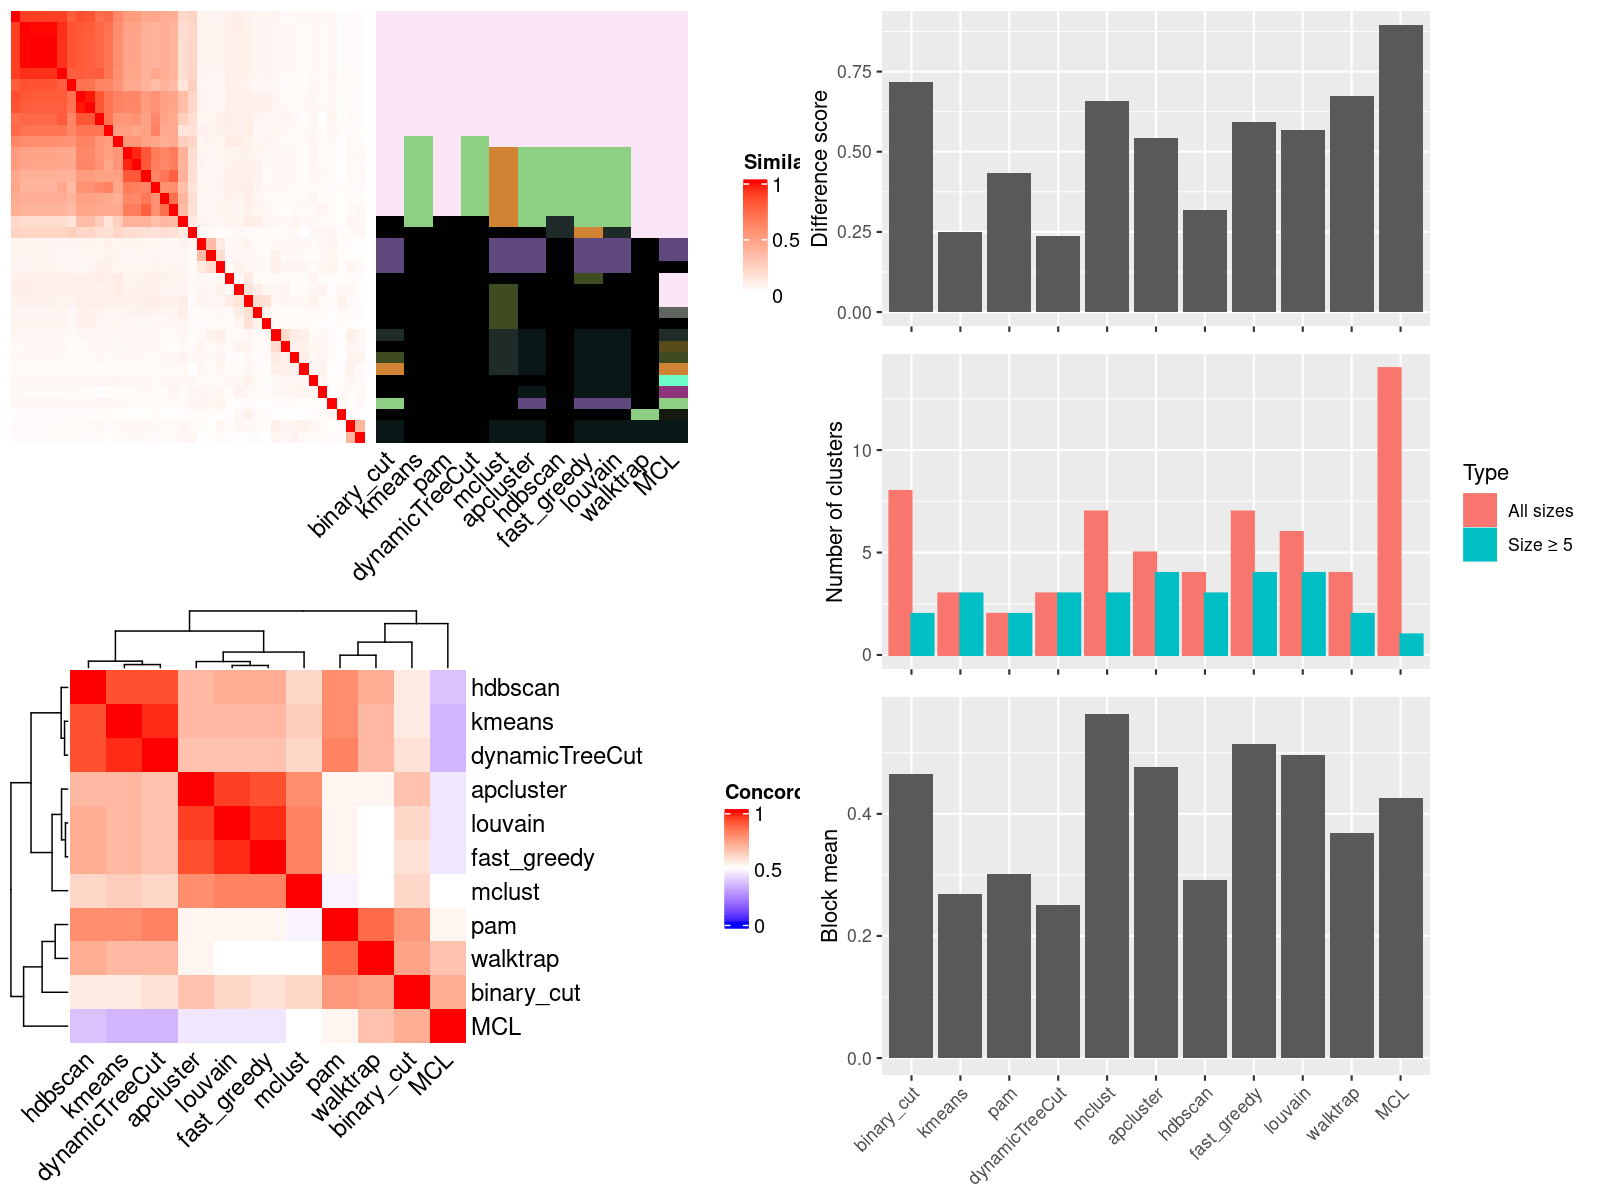 Simila
1
0.5
0
binary_cut
kmeans
pam
dynamicTreeCut
mclust
apcluster
hdbscan
fast_greedy
louvain
walktrap
MCL
hdbscan
kmeans
dynamicTreeCut
apcluster
louvain
fast_greedy
mclust
pam
walktrap
binary_cut
MCL
hdbscan
kmeans
dynamicTreeCut
apcluster
louvain
fast_greedy
mclust
pam
walktrap
binary_cut
MCL
Concord
1
0.5
0
Difference score
0.75
0.50
0.25
0.00
Number of clusters
10
5
0
Type
All sizes
Size ≥ 5
Block mean
0.4
0.2
0.0
binary_cut
kmeans
pam
dynamicTreeCut
mclust
apcluster
hdbscan
fast_greedy
louvain
walktrap
MCL